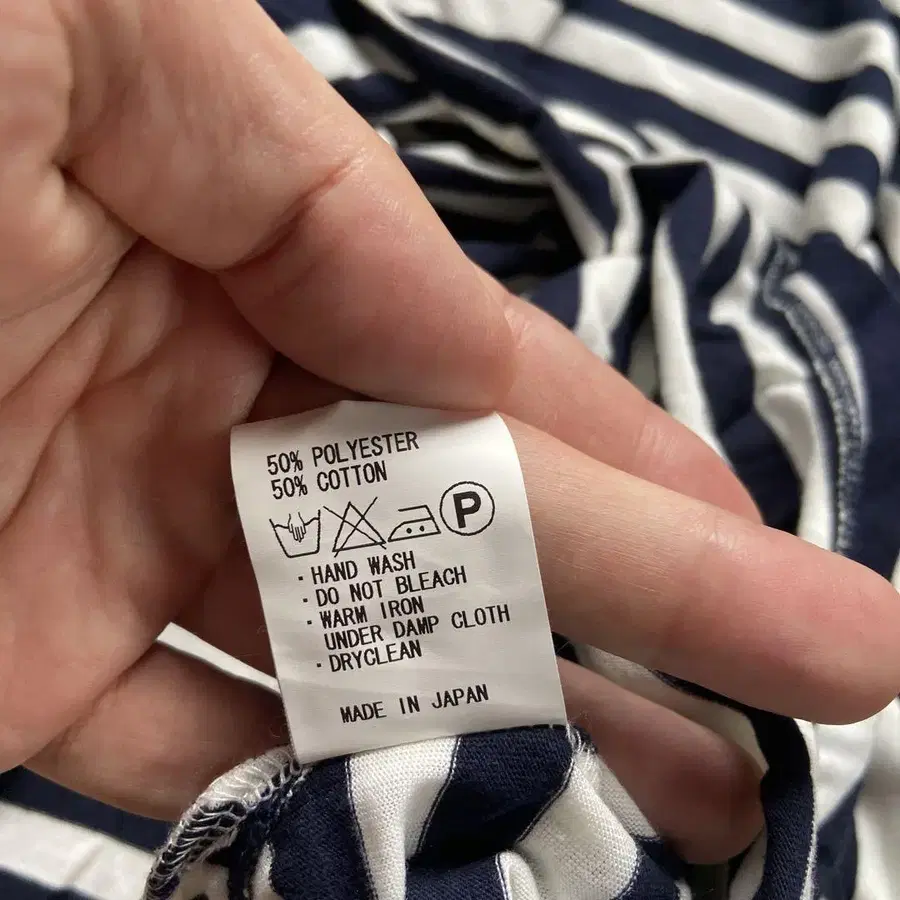 50% POLYESTER
50% COTTON
P
· HAND WASH
· DO NOT BLEACH
· WARM IRON
UNDER DAMP CLOTH
· DRYCLEAN
MADE IN JAPAN